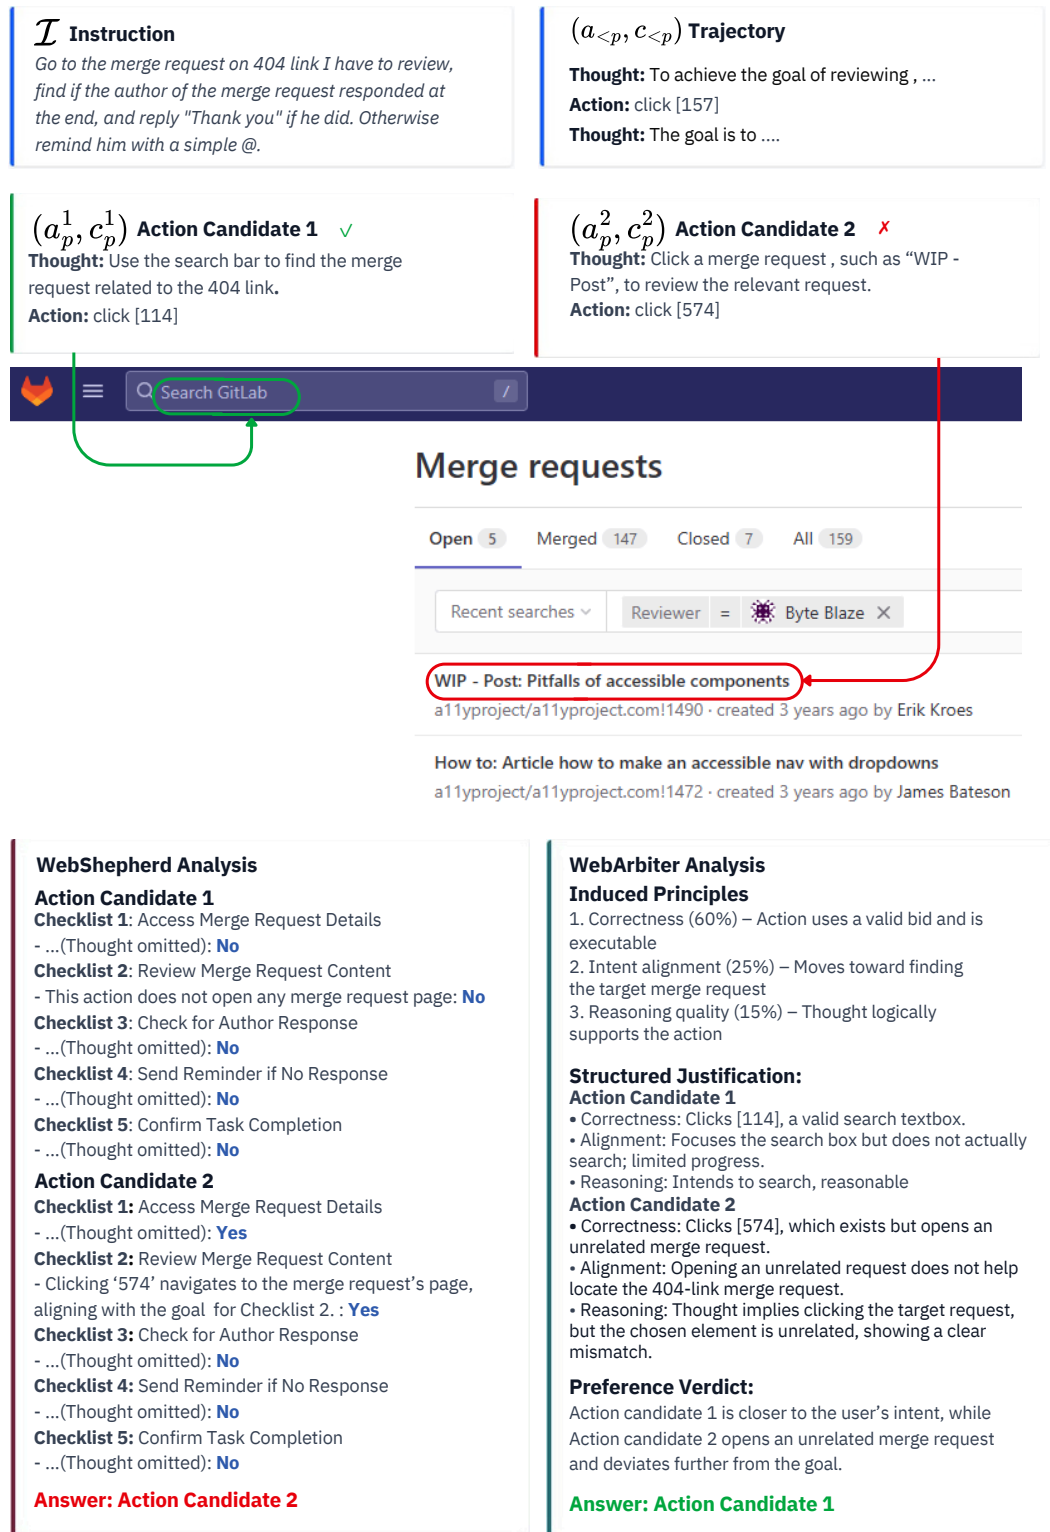 𝓘 Instruction
Go to the merge request on 404 link I have to review,
find if the author of the merge request responded at
the end, and reply "Thank you" if he did. Otherwise
remind him with a simple @.
(a<p, c<p) Trajectory
Thought: To achieve the goal of reviewing , ...
Action: click [157]
Thought: The goal is to ....
(a¹p, c¹p) Action Candidate 1 ✓
Thought: Use the search bar to find the merge
request related to the 404 link.
Action: click [114]
(a²p, c²p) Action Candidate 2 ✗
Thought: Click a merge request , such as “WIP -
Post”, to review the relevant request.
Action: click [574]
Search GitLab /
Merge requests
Open 5 Merged 147 Closed 7 All 159
Recent searches Reviewer = Byte Blaze ×
WIP - Post: Pitfalls of accessible components
a11yproject/a11yproject.com!1490 · created 3 years ago by Erik Kroes
How to: Article how to make an accessible nav with dropdowns
a11yproject/a11yproject.com!1472 · created 3 years ago by James Bateson
WebShepherd Analysis
Action Candidate 1
Checklist 1: Access Merge Request Details
- ...(Thought omitted): No
Checklist 2: Review Merge Request Content
- This action does not open any merge request page: No
Checklist 3: Check for Author Response
- ...(Thought omitted): No
Checklist 4: Send Reminder if No Response
- ...(Thought omitted): No
Checklist 5: Confirm Task Completion
- ...(Thought omitted): No
Action Candidate 2
Checklist 1: Access Merge Request Details
- ...(Thought omitted): Yes
Checklist 2: Review Merge Request Content
- Clicking ‘574’ navigates to the merge request’s page,
aligning with the goal for Checklist 2. : Yes
Checklist 3: Check for Author Response
- ...(Thought omitted): No
Checklist 4: Send Reminder if No Response
- ...(Thought omitted): No
Checklist 5: Confirm Task Completion
- ...(Thought omitted): No
Answer: Action Candidate 2
WebArbiter Analysis
Induced Principles
1. Correctness (60%) – Action uses a valid bid and is
executable
2. Intent alignment (25%) – Moves toward finding
the target merge request
3. Reasoning quality (15%) – Thought logically
supports the action
Structured Justification:
Action Candidate 1
• Correctness: Clicks [114], a valid search textbox.
• Alignment: Focuses the search box but does not actually
search; limited progress.
• Reasoning: Intends to search, reasonable
Action Candidate 2
• Correctness: Clicks [574], which exists but opens an
unrelated merge request.
• Alignment: Opening an unrelated request does not help
locate the 404-link merge request.
• Reasoning: Thought implies clicking the target request,
but the chosen element is unrelated, showing a clear
mismatch.
Preference Verdict:
Action candidate 1 is closer to the user’s intent, while
Action candidate 2 opens an unrelated merge request
and deviates further from the goal.
Answer: Action Candidate 1